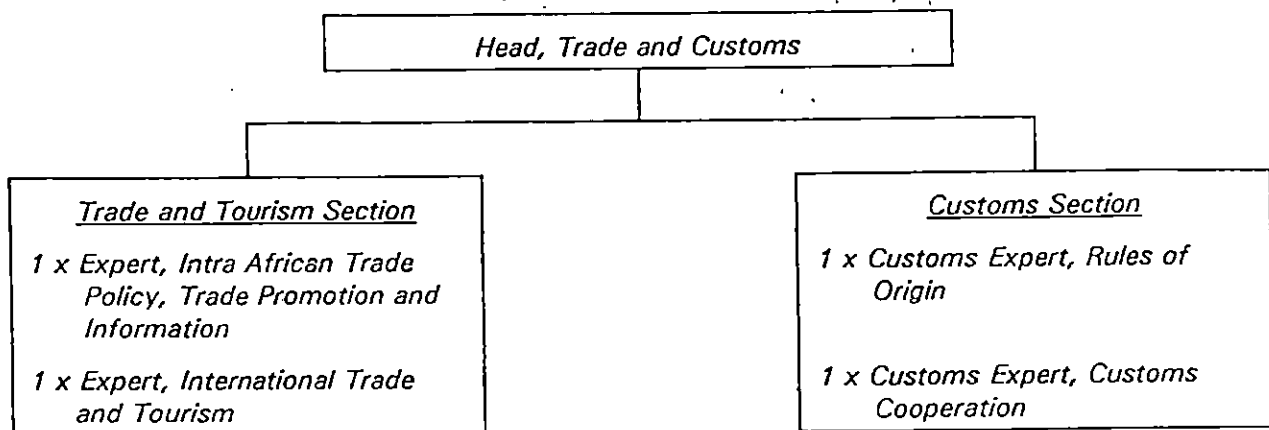 Head, Trade and Customs
Trade and Tourism Section
1 x Expert, Intra African Trade
Policy, Trade Promotion and
Information
1 x Expert, International Trade
and Tourism
Customs Section
1 x Customs Expert, Rules of
Origin
1 x Customs Expert, Customs
Cooperation